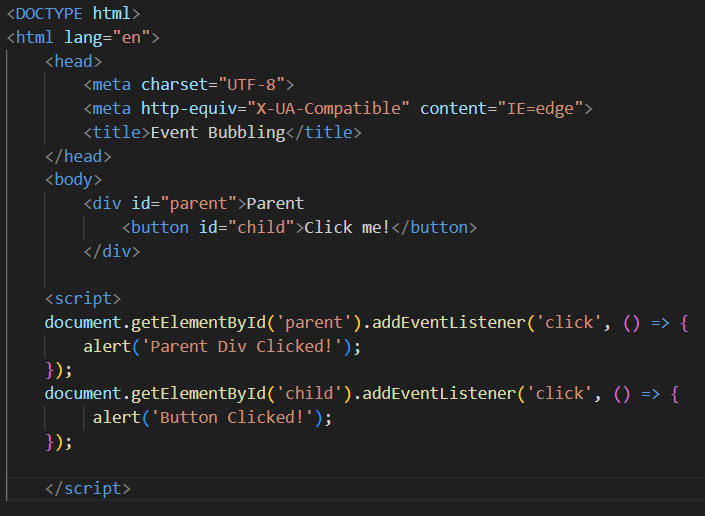 <DOCTYPE html>
<html lang="en">
<head>
<meta charset="UTF-8">
<meta http-equiv="X-UA-Compatible" content="IE=edge">
<title>Event Bubbling</title>
</head>
<body>
<div id="parent">Parent
<button id="child">Click me!</button>
</div>
<script>
document.getElementById('parent').addEventListener('click', () => {
alert('Parent Div Clicked!');
});
document.getElementById('child').addEventListener('click', () => {
alert('Button Clicked!');
});
</script>